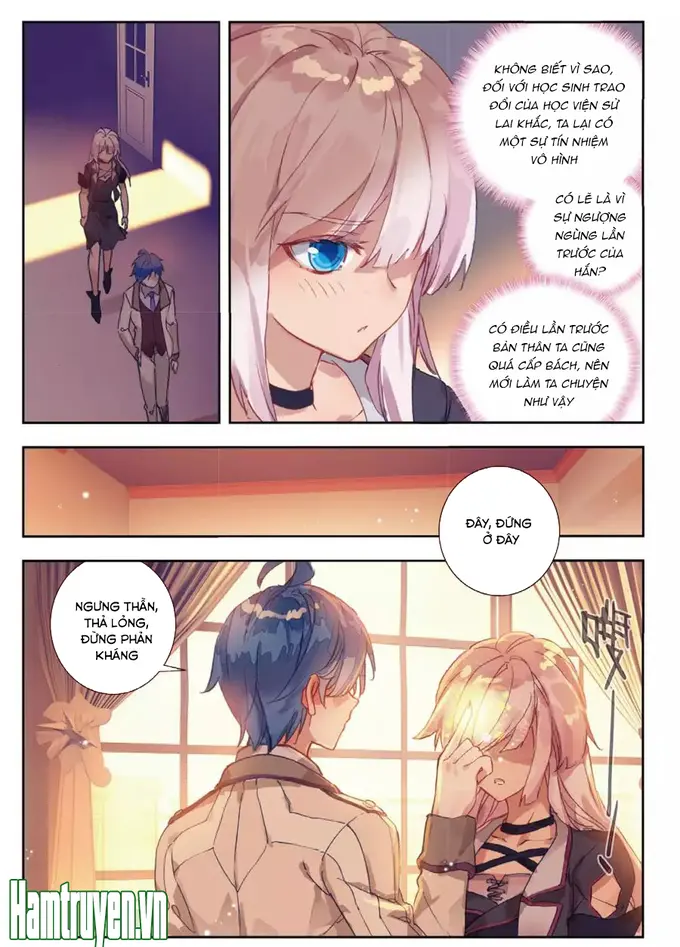 KHÔNG BIẾT VÌ SAO,
ĐỐI VỚI HỌC SINH TRAO
ĐỔI CỦA HỌC VIỆN SỬ
LAI KHẮC, TA LẠI CÓ
MỘT SỰ TÍN NHIỆM
VÔ HÌNH
CÓ LẼ LÀ VÌ
SỰ NGƯỢNG
NGÙNG LẦN
TRƯỚC CỦA
HẮN?
CÓ ĐIỀU LẦN TRƯỚC
BẢN THÂN TA CŨNG
QUÁ CẤP BÁCH, NÊN
MỚI LÀM TA CHUYỆN
NHƯ VẬY
ĐÂY, ĐỨNG
Ở ĐÂY
NGƯNG THẦN,
THẢ LỎNG,
ĐỪNG PHẢN
KHÁNG
Hamtruyen.vn